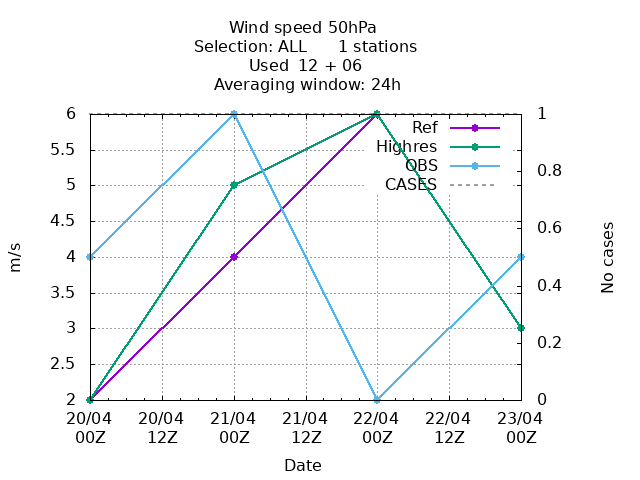 Wind speed 50hPa
Selection: ALL 1 stations
Used 12 + 06
Averaging window: 24h
6 1
Ref
5.5
Highres
OBS
5 0.8
CASES
4.5
4 0.6
m/s
No cases
3.5 0.4
3
2.5 0.2
2 0
20/04 20/04 21/04 21/04 22/04 22/04 23/04
00Z 12Z 00Z 12Z 00Z 12Z 00Z
Date